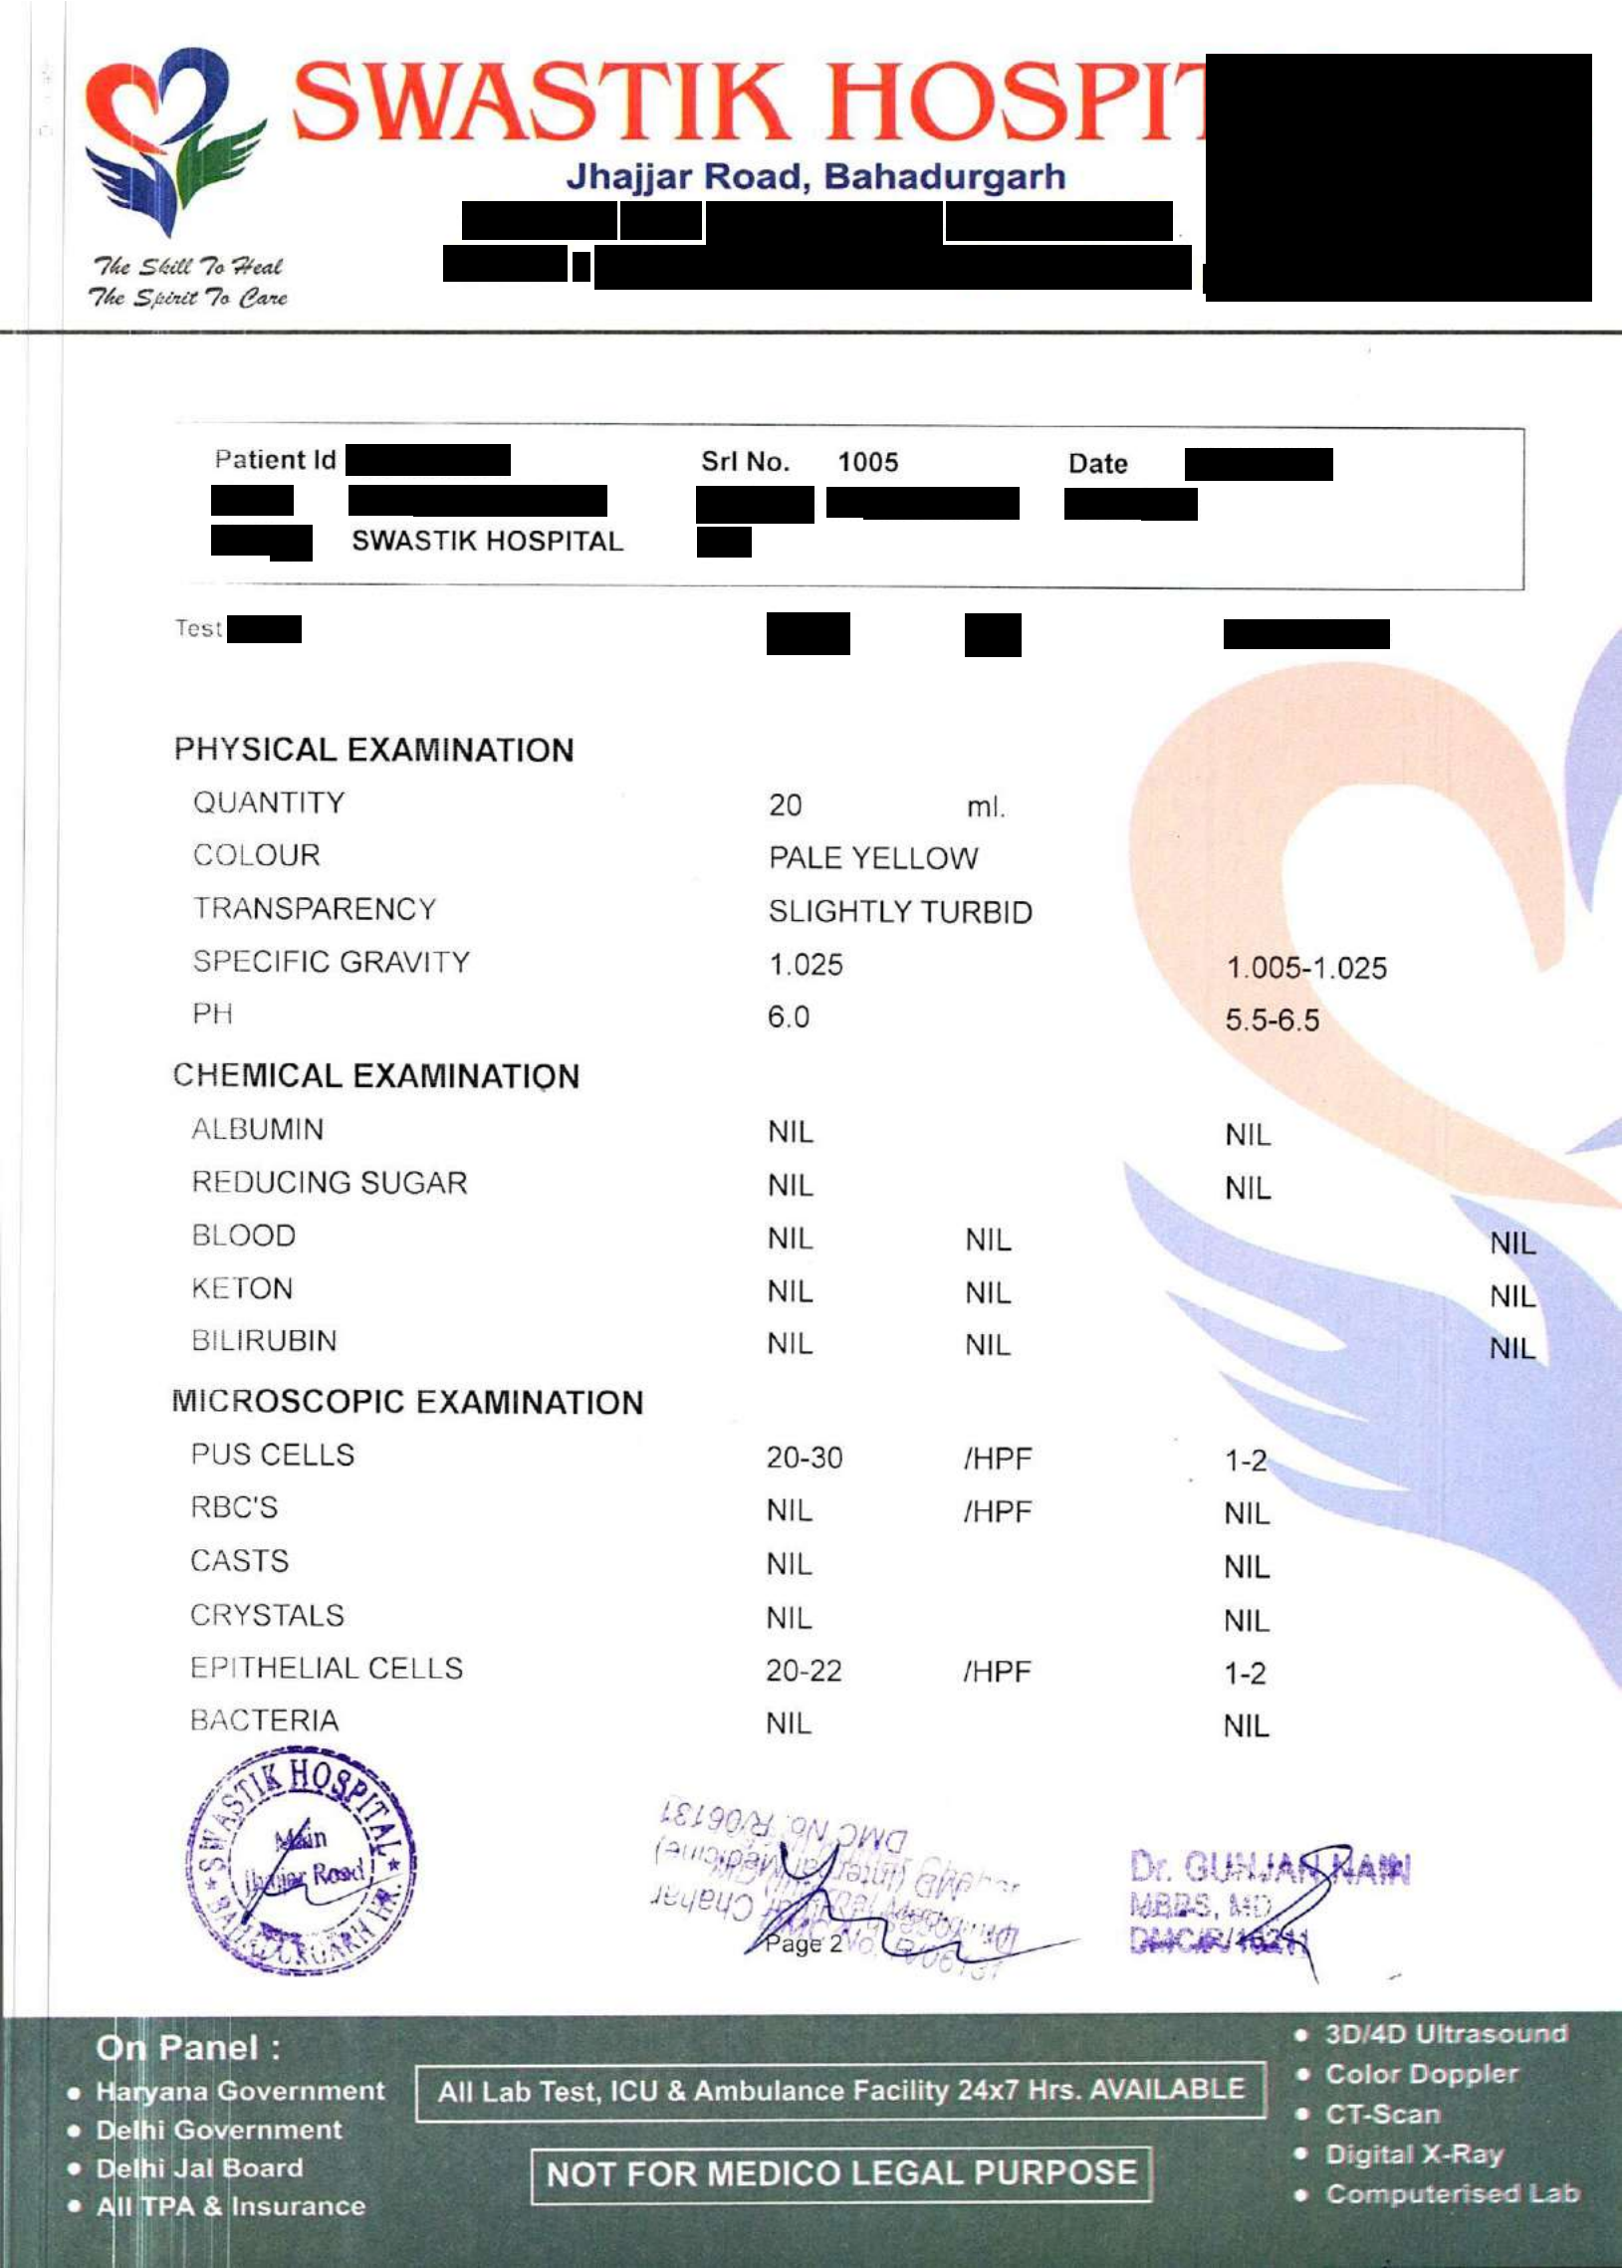 SWASTIK HOSPIT
Jhajjar Road, Bahadurgarh
The Skill To Heal
The Spirit To Care
Patient Id Srl No. 1005 Date
SWASTIK HOSPITAL
Test
PHYSICAL EXAMINATION
QUANTITY 20 ml.
COLOUR PALE YELLOW
TRANSPARENCY SLIGHTLY TURBID
SPECIFIC GRAVITY 1.025 1.005-1.025
PH 6.0 5.5-6.5
CHEMICAL EXAMINATION
ALBUMIN NIL NIL
REDUCING SUGAR NIL NIL
BLOOD NIL NIL NIL
KETON NIL NIL NIL
BILIRUBIN NIL NIL NIL
MICROSCOPIC EXAMINATION
PUS CELLS 20-30 /HPF 1-2
RBC'S NIL /HPF NIL
CASTS NIL NIL
CRYSTALS NIL NIL
EPITHELIAL CELLS 20-22 /HPF 1-2
BACTERIA NIL NIL
SWASTIK HOSPITAL
Main
Jhajjar Road
BAHADURGARH HR.
DMC No. R/06131
MD (Internal Medicine)
Chahar
Page 2
Dr. GUNJAN NAIN
MBBS, MD
DMC/R/16211
On Panel :
• Haryana Government
• Delhi Government
• Delhi Jal Board
• All TPA & Insurance
All Lab Test, ICU & Ambulance Facility 24x7 Hrs. AVAILABLE
NOT FOR MEDICO LEGAL PURPOSE
• 3D/4D Ultrasound
• Color Doppler
• CT-Scan
• Digital X-Ray
• Computerised Lab